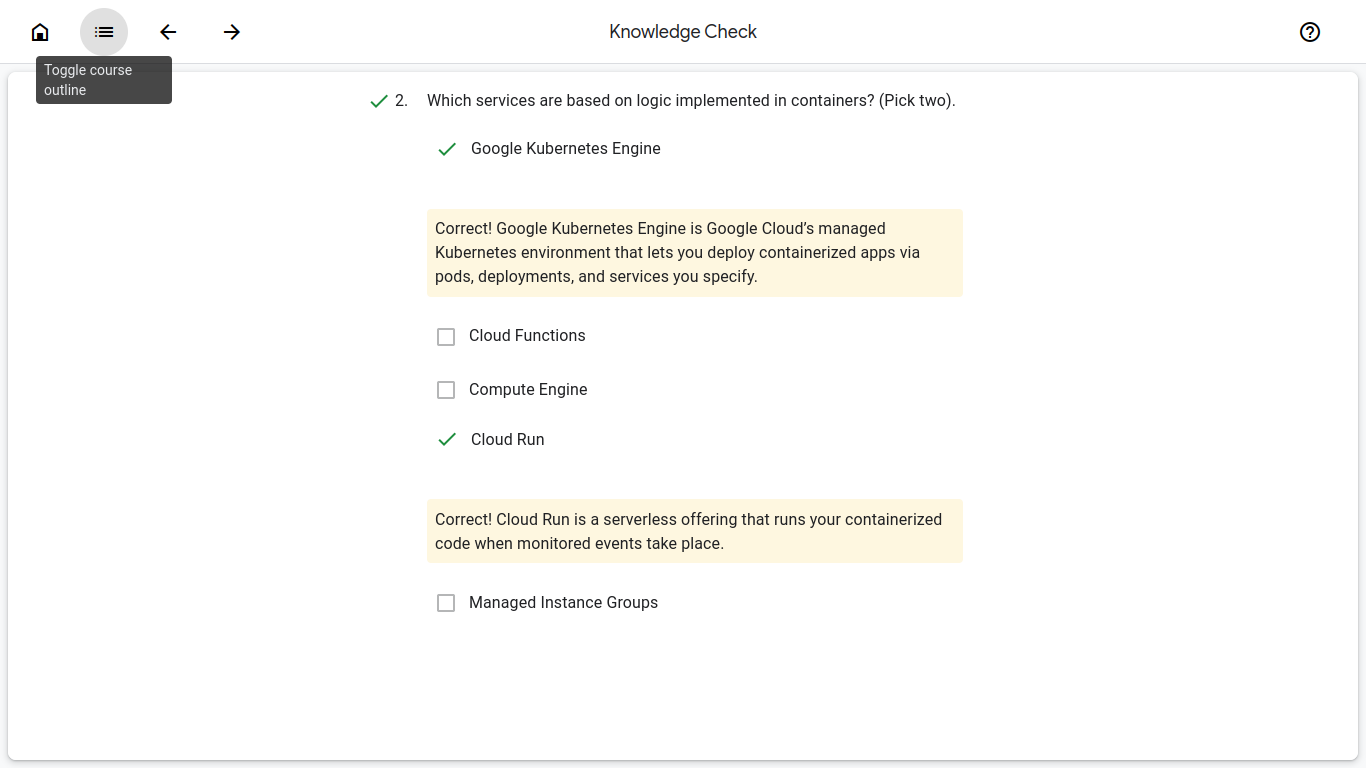 Knowledge Check
Toggle course
outline
2. Which services are based on logic implemented in containers? (Pick two).
Google Kubernetes Engine
Correct! Google Kubernetes Engine is Google Cloud’s managed
Kubernetes environment that lets you deploy containerized apps via
pods, deployments, and services you specify.
Cloud Functions
Compute Engine
Cloud Run
Correct! Cloud Run is a serverless offering that runs your containerized
code when monitored events take place.
Managed Instance Groups